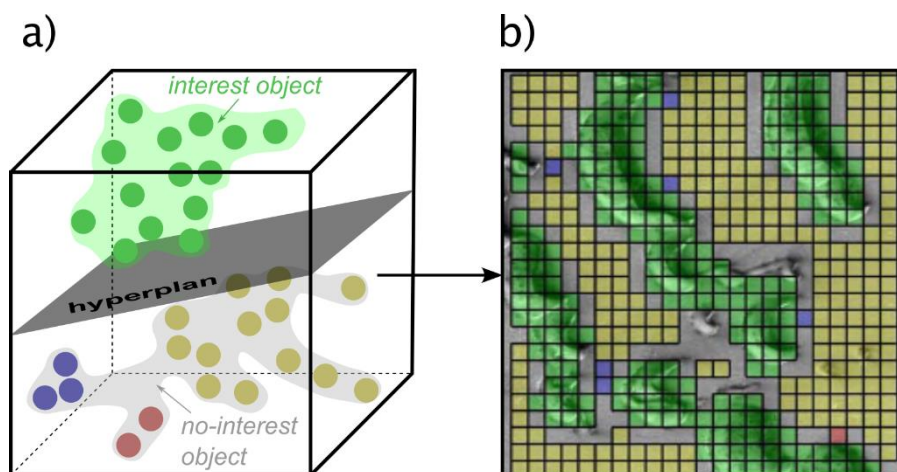 a)
b)
interest object
hyperplan
no-interest
object